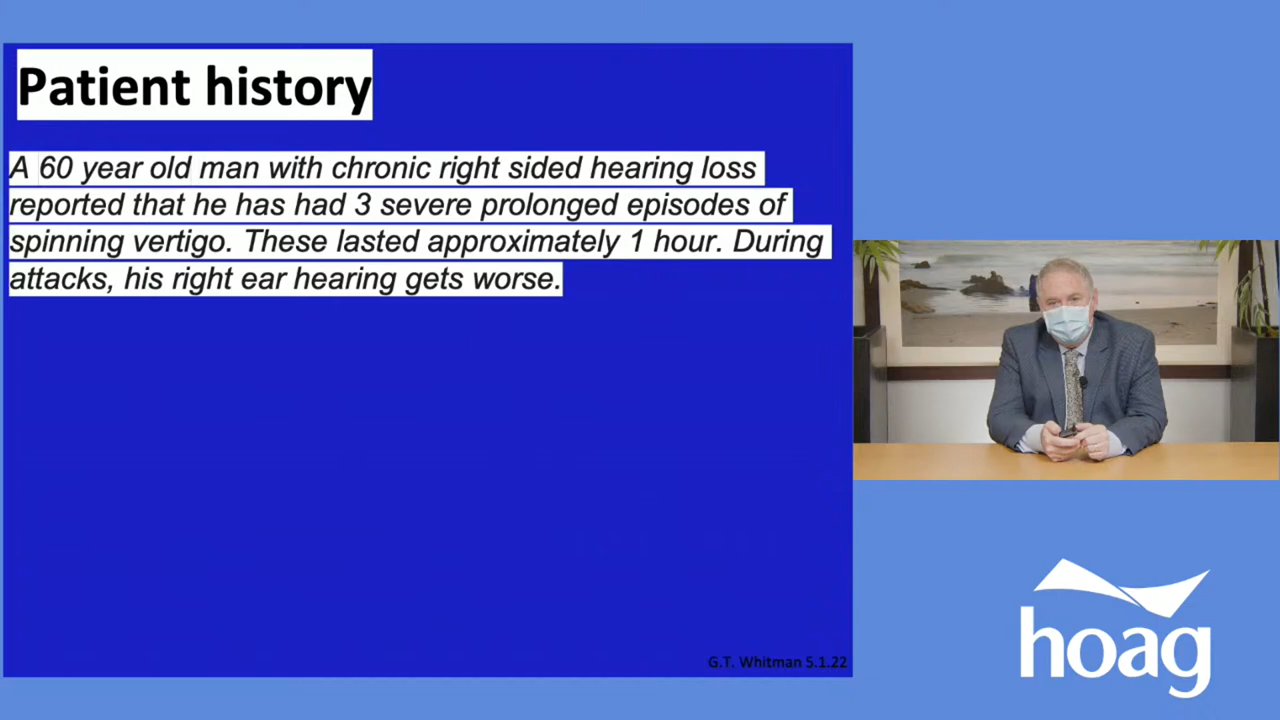 Patient history
A 60 year old man with chronic right sided hearing loss
reported that he has had 3 severe prolonged episodes of
spinning vertigo. These lasted approximately 1 hour. During
attacks, his right ear hearing gets worse.
G.T. Whitman 5.1.22
hoag